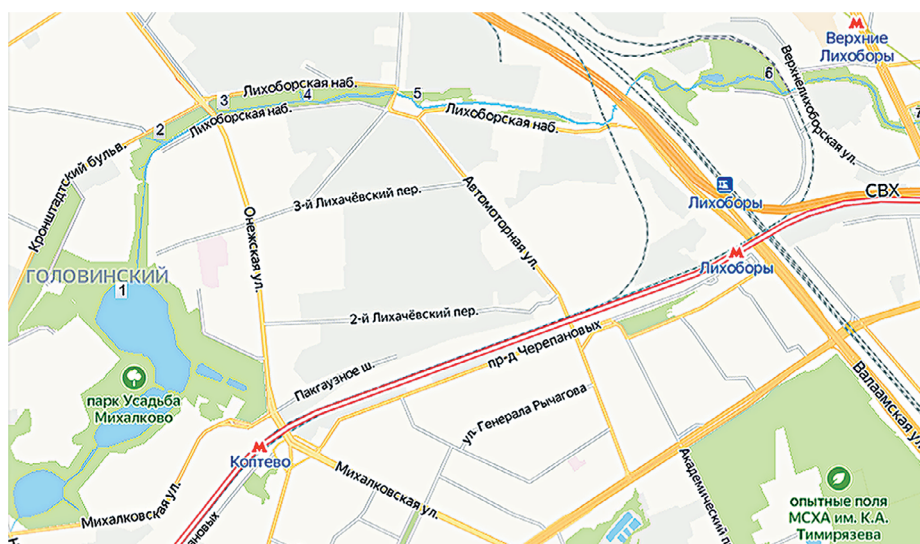 Верхние
Лихоборы
6
Верхнелихоборская ул.
7
Лихоборская наб.
3
4
5
2
Лихоборская наб.
Лихоборская наб.
Кронштадтский бульв.
3-й Лихачёвский пер.
Автомоторная ул.
Онежская ул.
Лихоборы
СВХ
Лихоборы
ГОЛОВИНСКИЙ
1
2-й Лихачёвский пер.
пр-д Черепановых
Пакгаузное ш.
парк Усадьба
Михалково
ул. Генерала Рычагова
Валаамская ул.
Коптево
Михалковская ул.
Михалковская ул.
Академический п
опытные поля
МСХА им. К.А.
Тимирязева
ановых